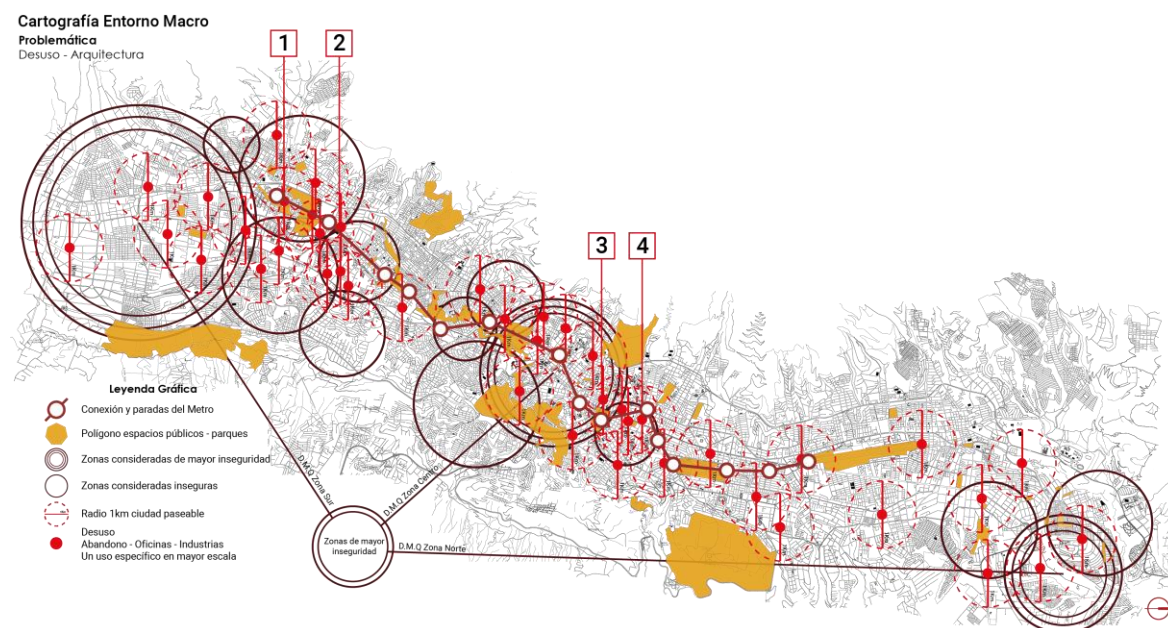 Cartografía Entorno Macro
Problemática
Desuso - Arquitectura
1
2
3
4
Leyenda Gráfica
Conexión y paradas del Metro
Polígono espacios públicos - parques
Zonas consideradas de mayor inseguridad
Zonas consideradas inseguras
Radio 1km ciudad paseable
Desuso
Abandono - Oficinas - Industrias
Un uso específico en mayor escala
D.M.Q Zona Sur
D.M.Q Zona Centro
D.M.Q Zona Norte
Zonas de mayor
inseguridad